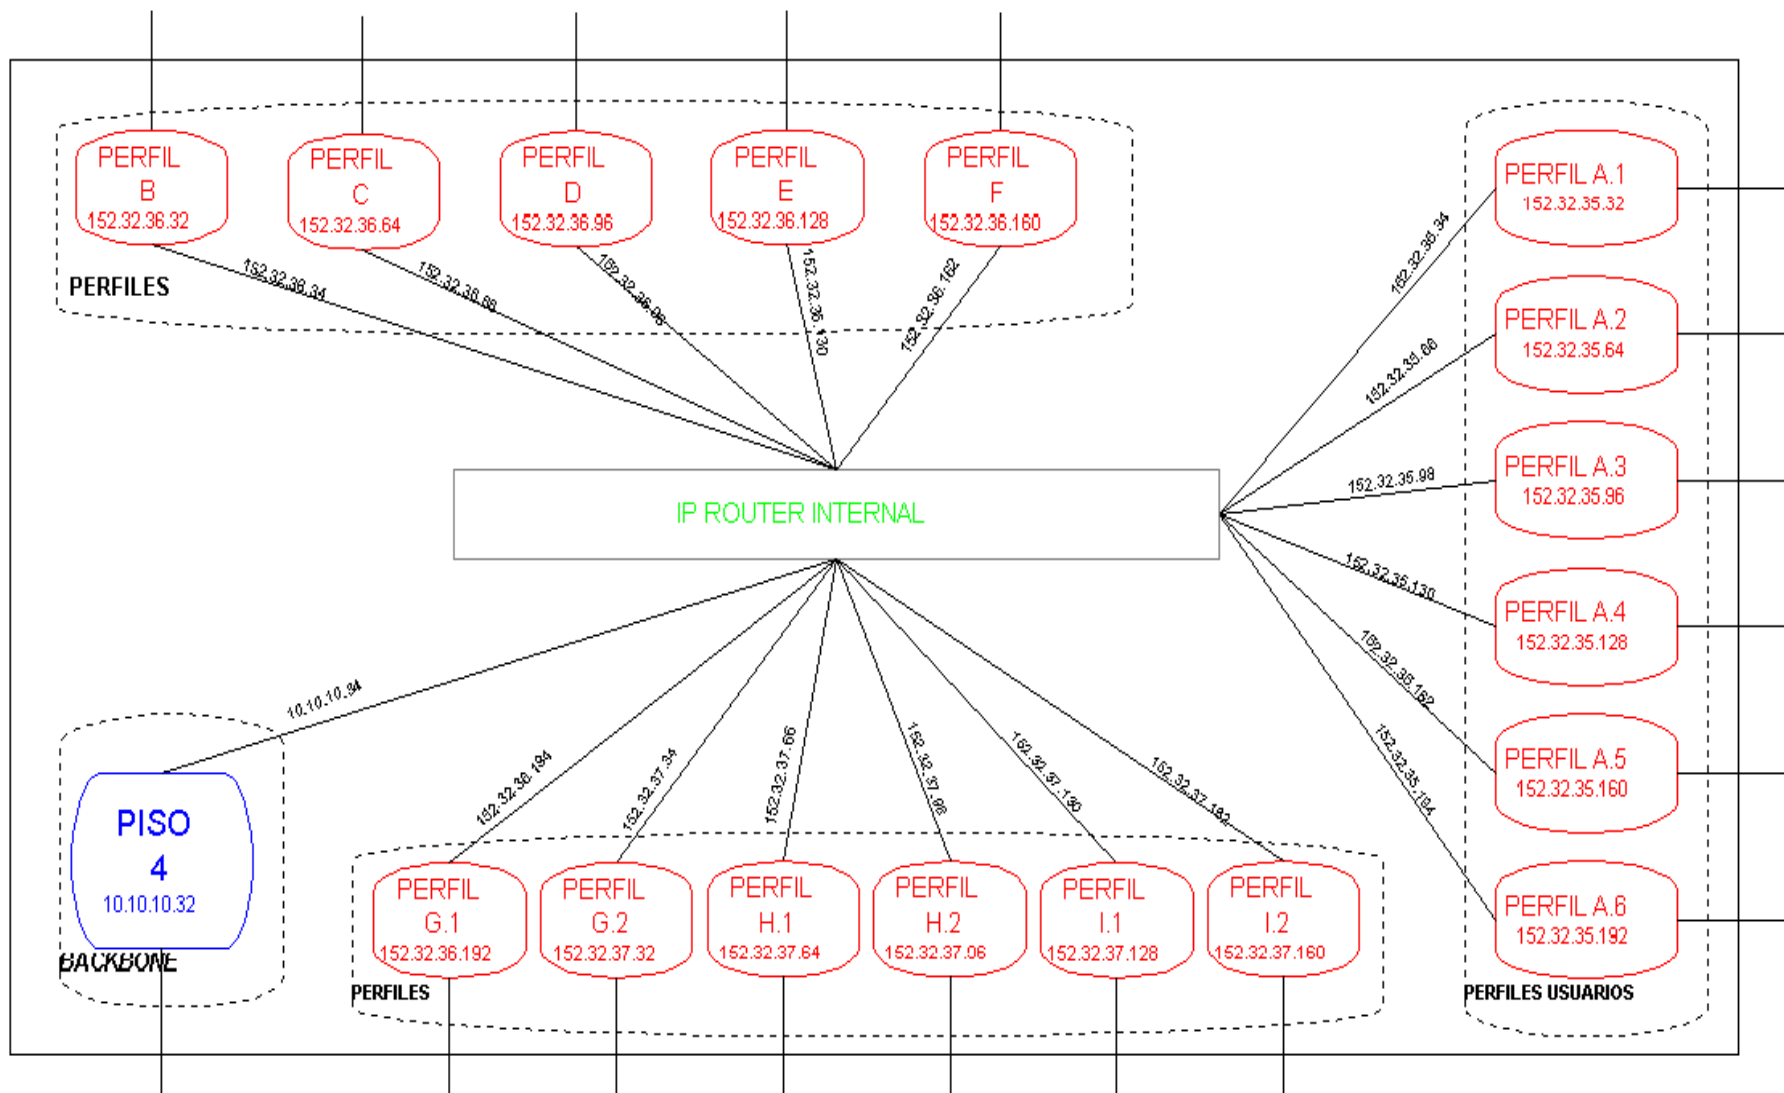 PERFIL
B
152.32.36.32
PERFIL
C
152.32.36.64
PERFIL
D
152.32.36.96
PERFIL
E
152.32.36.128
PERFIL
F
152.32.36.160
PERFILES
152.32.36.34
152.32.36.66
152.32.36.98
152.32.36.130
152.32.36.162
IP ROUTER INTERNAL
PERFIL A.1
152.32.35.32
PERFIL A.2
152.32.35.64
PERFIL A.3
152.32.35.96
PERFIL A.4
152.32.35.128
PERFIL A.5
152.32.35.160
PERFIL A.6
152.32.35.192
PERFILES USUARIOS
152.32.35.34
152.32.35.66
152.32.35.98
152.32.35.130
152.32.35.162
152.32.35.194
10.10.10.34
PISO
4
10.10.10.32
BACKBONE
152.32.36.194
152.32.37.34
152.32.37.66
152.32.37.98
152.32.37.130
152.32.37.162
PERFIL
G.1
152.32.36.192
PERFIL
G.2
152.32.37.32
PERFIL
H.1
152.32.37.64
PERFIL
H.2
152.32.37.96
PERFIL
I.1
152.32.37.128
PERFIL
I.2
152.32.37.160
PERFILES